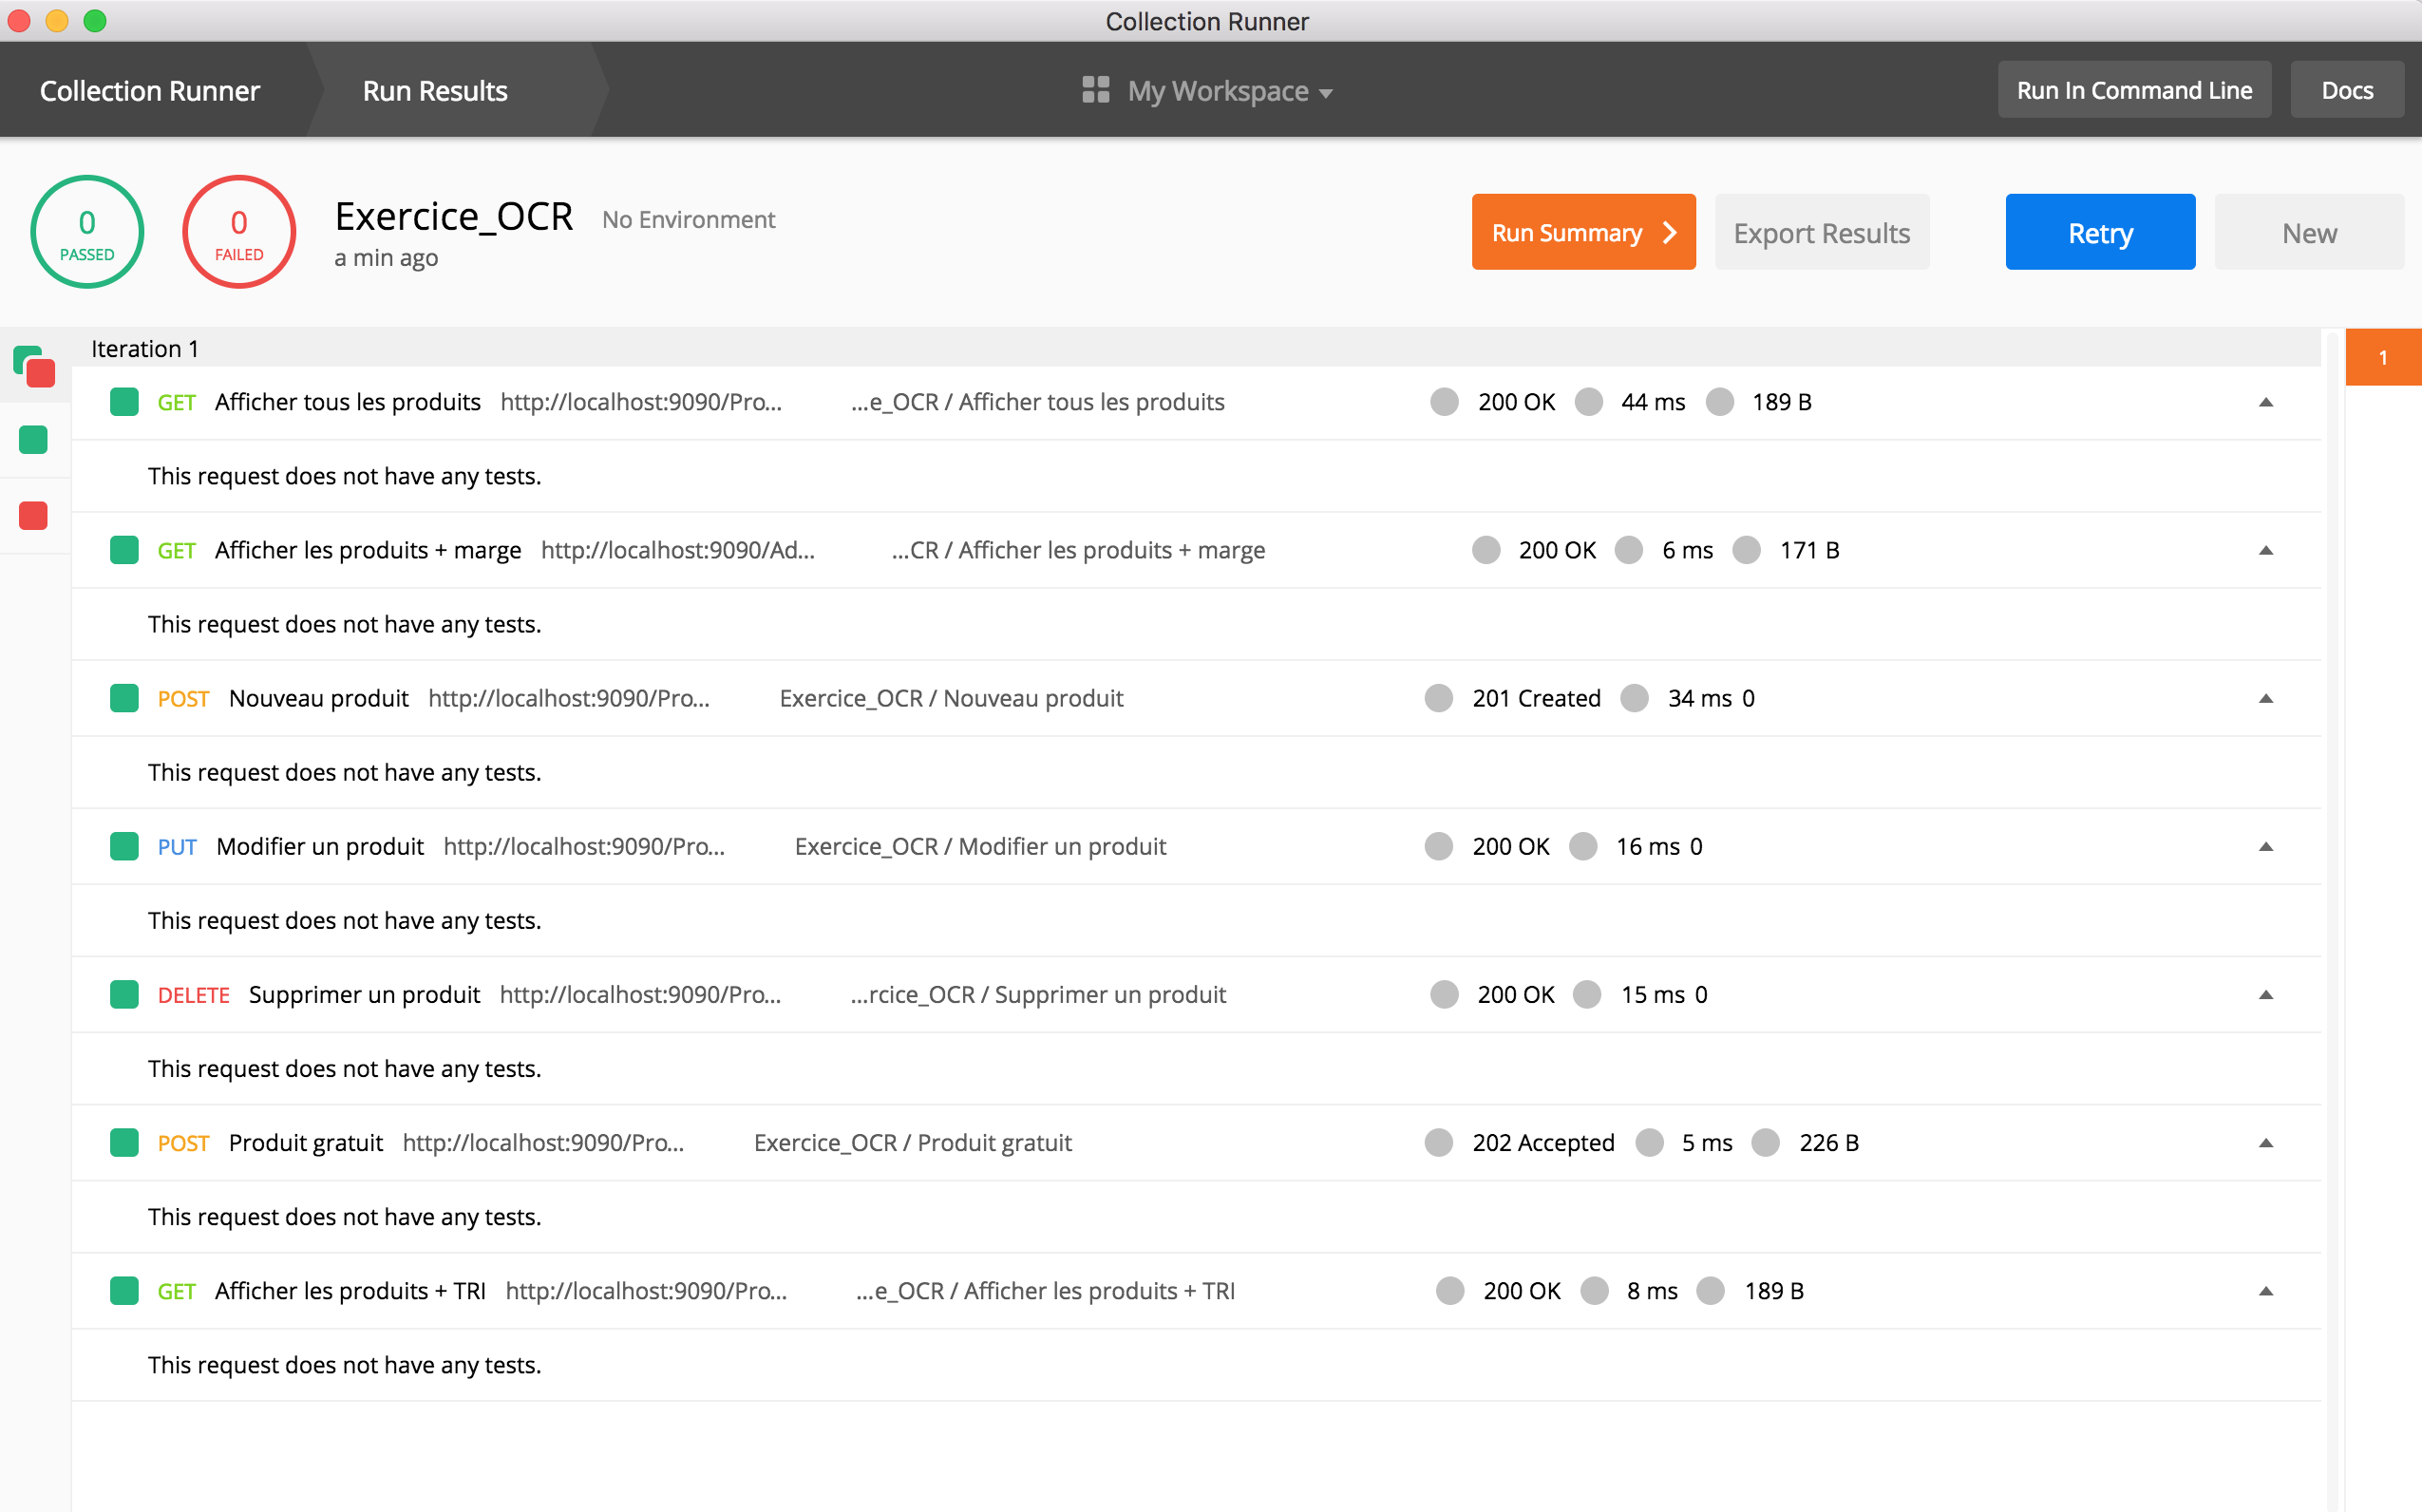 Collection Runner
Collection Runner Run Results My Workspace Run In Command Line Docs
0 PASSED
0 FAILED
Exercice_OCR No Environment
a min ago
Run Summary Export Results Retry New
Iteration 1
1
GET Afficher tous les produits http://localhost:9090/Pro... ...e_OCR / Afficher tous les produits 200 OK 44 ms 189 B
This request does not have any tests.
GET Afficher les produits + marge http://localhost:9090/Ad... ...CR / Afficher les produits + marge 200 OK 6 ms 171 B
This request does not have any tests.
POST Nouveau produit http://localhost:9090/Pro... Exercice_OCR / Nouveau produit 201 Created 34 ms 0
This request does not have any tests.
PUT Modifier un produit http://localhost:9090/Pro... Exercice_OCR / Modifier un produit 200 OK 16 ms 0
This request does not have any tests.
DELETE Supprimer un produit http://localhost:9090/Pro... ...rcice_OCR / Supprimer un produit 200 OK 15 ms 0
This request does not have any tests.
POST Produit gratuit http://localhost:9090/Pro... Exercice_OCR / Produit gratuit 202 Accepted 5 ms 226 B
This request does not have any tests.
GET Afficher les produits + TRI http://localhost:9090/Pro... ...e_OCR / Afficher les produits + TRI 200 OK 8 ms 189 B
This request does not have any tests.